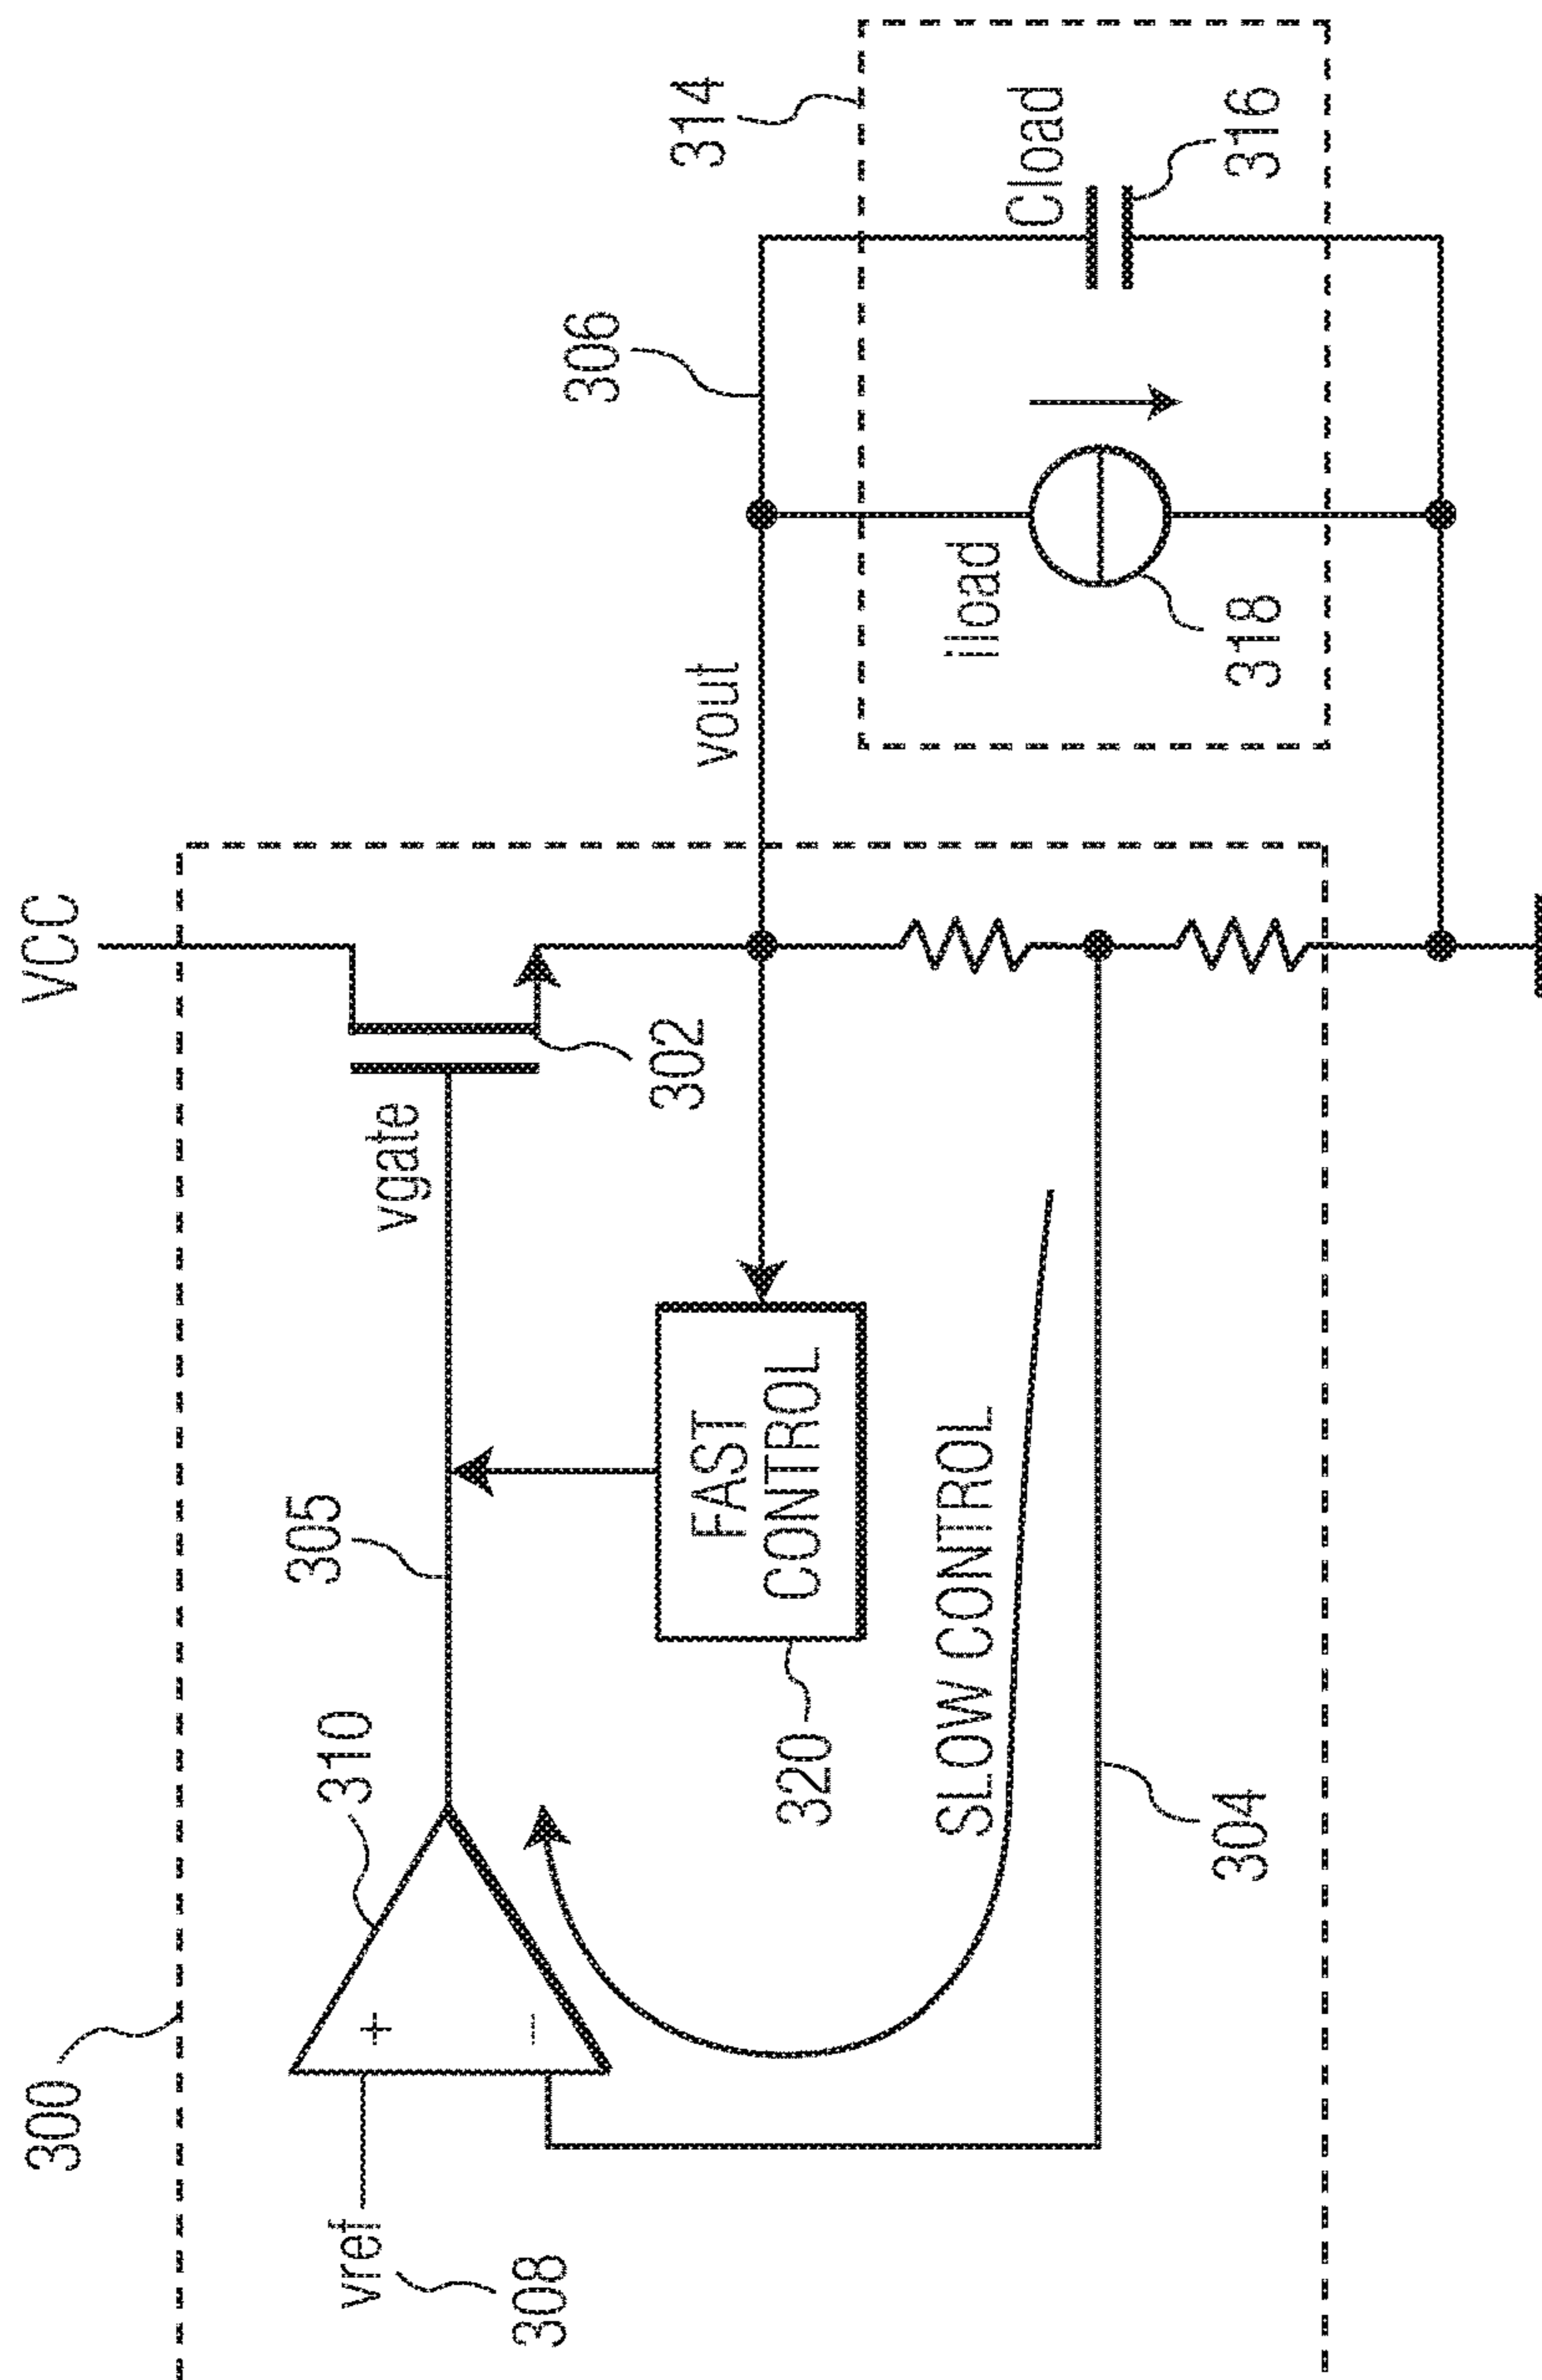 300
vref
308
+
−
310
305
vgate
VCC
302
FAST
CONTROL
320
SLOW CONTROL
304
vout
306
314
iload
318
Cload
316